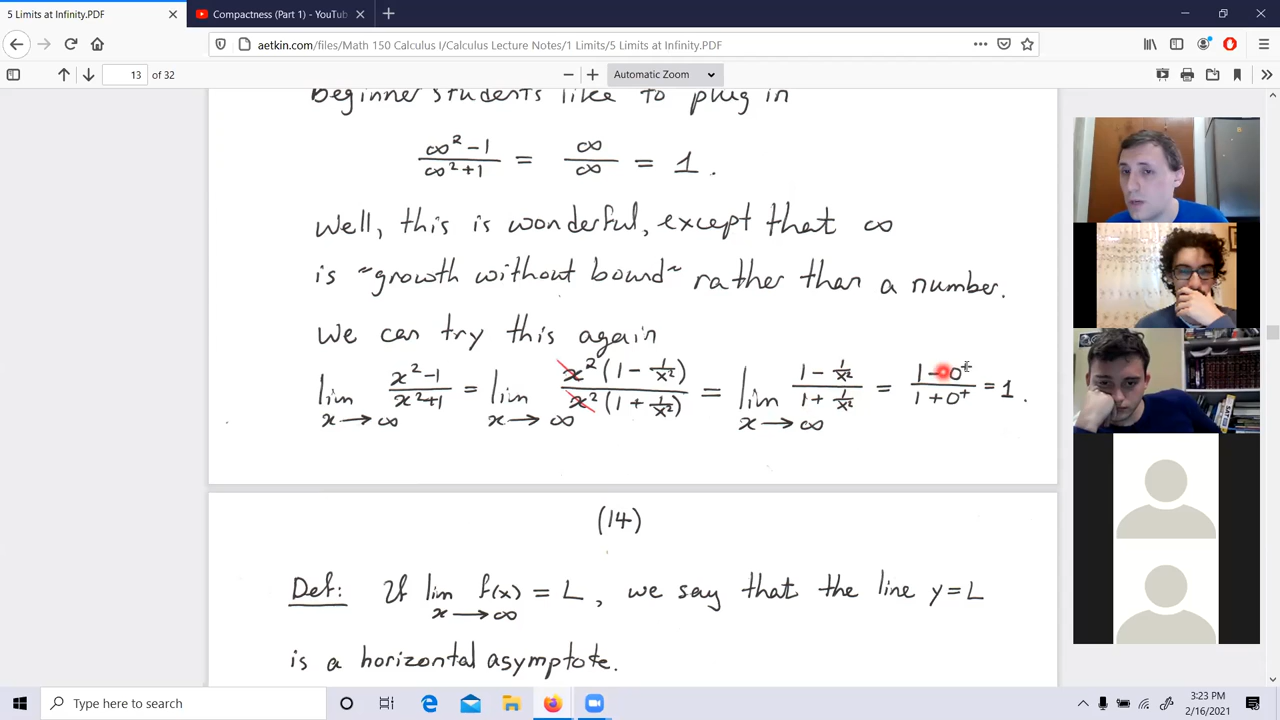 5 Limits at Infinity.PDF
Compactness (Part 1) - YouTube
aetkin.com/files/Math 150 Calculus I/Calculus Lecture Notes/1 Limits/5 Limits at Infinity.PDF
13 of 32
Automatic Zoom
Beginner students like to plug in
∞² -1 / ∞² +1 = ∞ / ∞ = 1 .
Well, this is wonderful, except that ∞
is ~growth without bound~ rather than a number.
We can try this again
lim x→∞ x²-1 / x²+1 = lim x→∞ x² (1 - 1/x²) / x² (1 + 1/x²) = lim x→∞ 1 - 1/x² / 1 + 1/x² = 1 - 0⁺ / 1 + 0⁺ = 1 .
(14)
Def: If lim x→∞ f(x) = L , we say that the line y=L
is a horizontal asymptote.
Type here to search
3:23 PM
2/16/2021